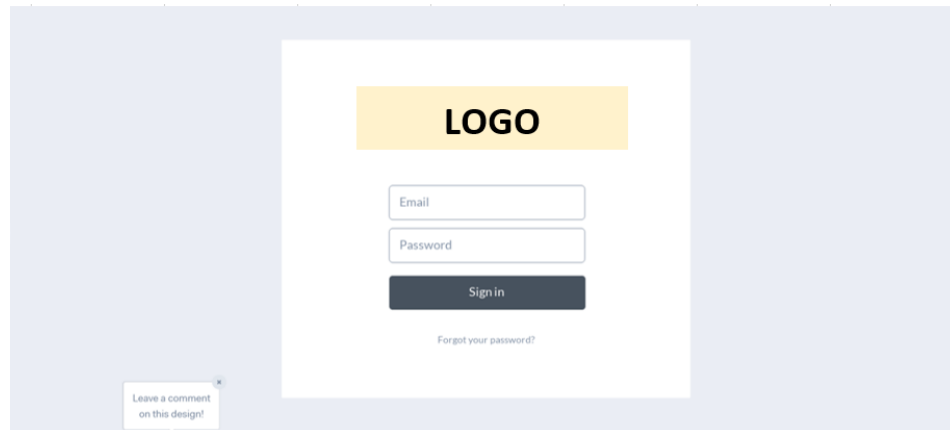 LOGO
Email
Password
Sign in
Forgot your password?
×
Leave a comment
on this design!